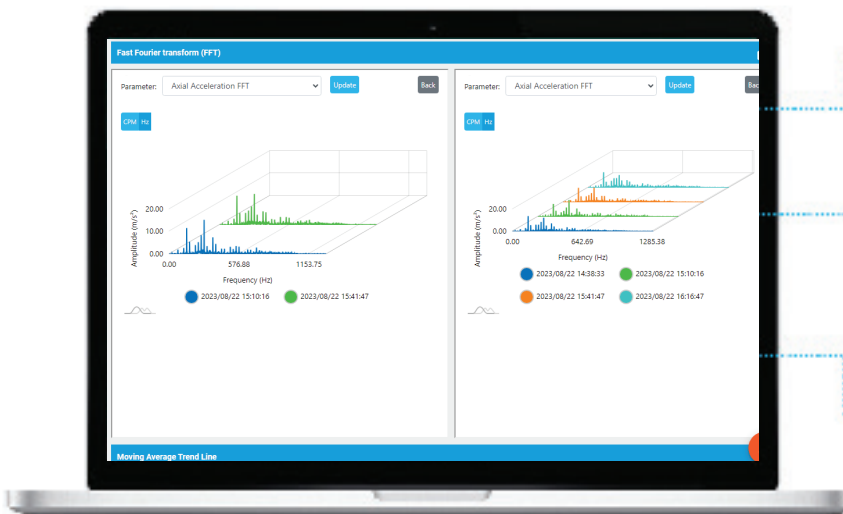 Fast Fourier transform (FFT)
Parameter: Axial Acceleration FFT Update Back
CPM Hz
20.00
10.00
0.00
Amplitude (m/s²)
0.00 576.88 1153.75
Frequency (Hz)
2023/08/22 15:10:16 2023/08/22 15:41:47
Parameter: Axial Acceleration FFT Update Bac
CPM Hz
20.00
10.00
0.00
Amplitude (m/s²)
0.00 642.69 1285.38
Frequency (Hz)
2023/08/22 14:38:33 2023/08/22 15:10:16
2023/08/22 15:41:47 2023/08/22 16:16:47
Moving Average Trend Line